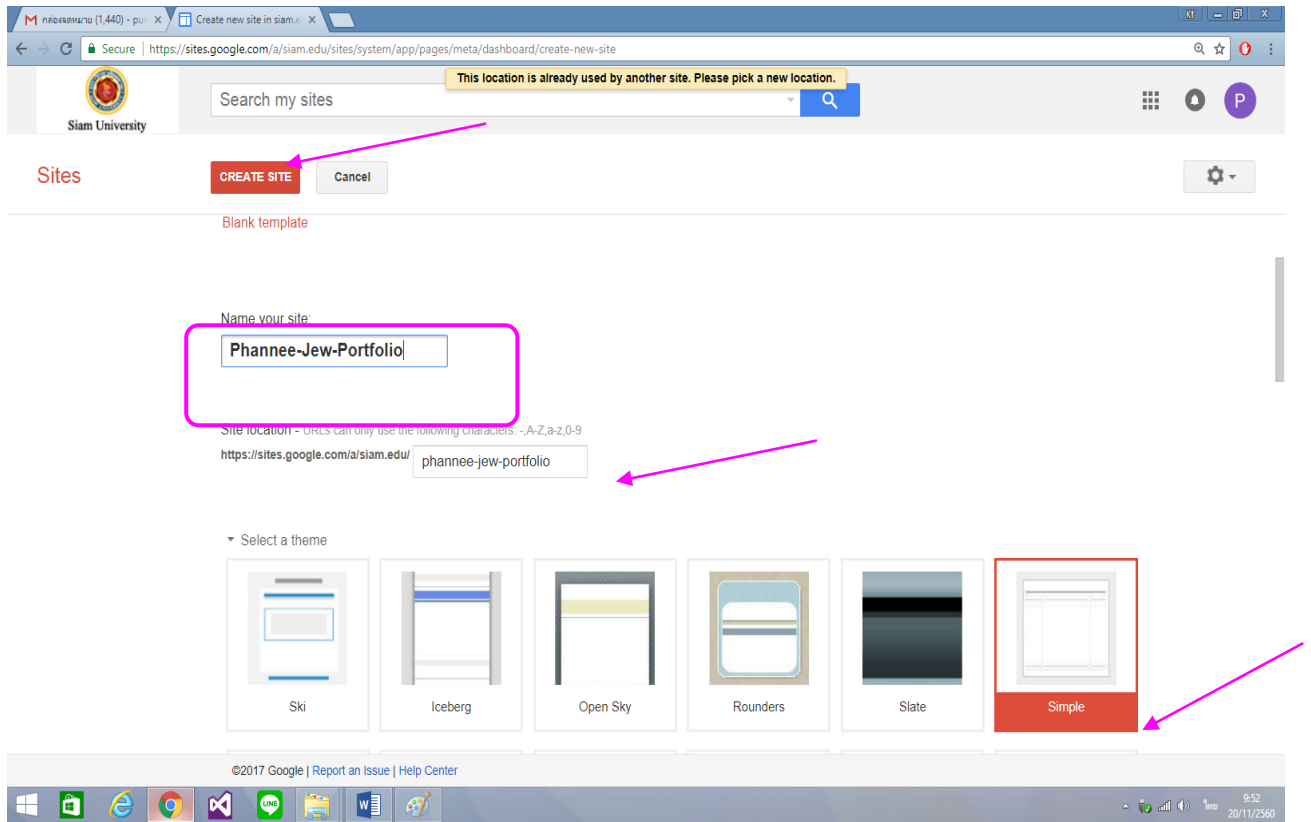 กล่องจดหมาย (1,440) - pur
Create new site in siam.e
Secure | https://sites.google.com/a/siam.edu/sites/system/app/pages/meta/dashboard/create-new-site
This location is already used by another site. Please pick a new location.
Siam University
Search my sites
P
Sites
CREATE SITE
Cancel
Blank template
Name your site:
Phannee-Jew-Portfolio
Site location - URLs can only use the following characters: -,A-Z,a-z,0-9
https://sites.google.com/a/siam.edu/ phannee-jew-portfolio
Select a theme
Ski
Iceberg
Open Sky
Rounders
Slate
Simple
©2017 Google | Report an Issue | Help Center
LINE
ไทย
9:52
20/11/2560